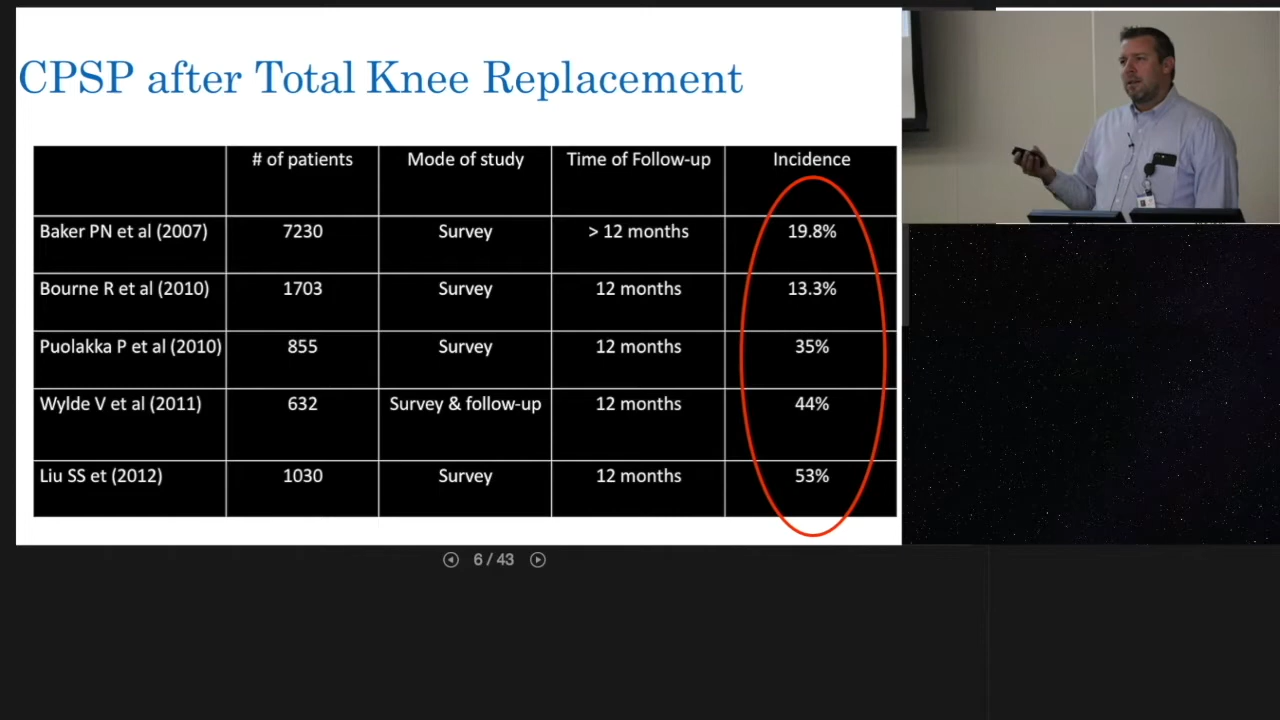 CPSP after Total Knee Replacement
# of patients Mode of study Time of Follow-up Incidence
Baker PN et al (2007) 7230 Survey > 12 months 19.8%
Bourne R et al (2010) 1703 Survey 12 months 13.3%
Puolakka P et al (2010) 855 Survey 12 months 35%
Wylde V et al (2011) 632 Survey & follow-up 12 months 44%
Liu SS et (2012) 1030 Survey 12 months 53%
6 / 43